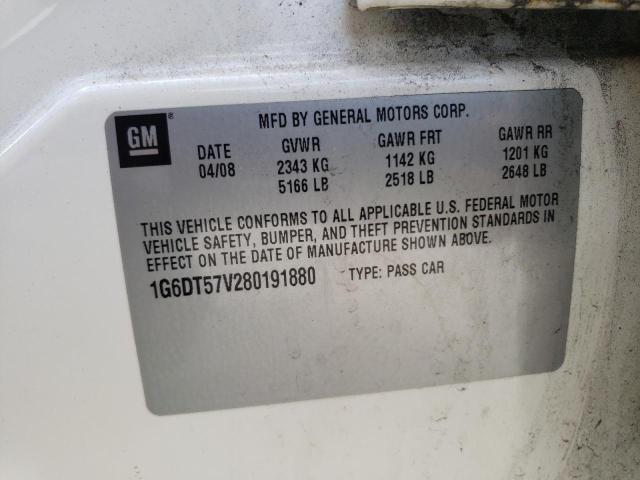 GM®
MFD BY GENERAL MOTORS CORP.
DATE GVWR GAWR FRT GAWR RR
04/08 2343 KG 1142 KG 1201 KG
5166 LB 2518 LB 2648 LB
THIS VEHICLE CONFORMS TO ALL APPLICABLE U.S. FEDERAL MOTOR
VEHICLE SAFETY, BUMPER, AND THEFT PREVENTION STANDARDS IN
EFFECT ON THE DATE OF MANUFACTURE SHOWN ABOVE.
1G6DT57V280191880 TYPE: PASS CAR